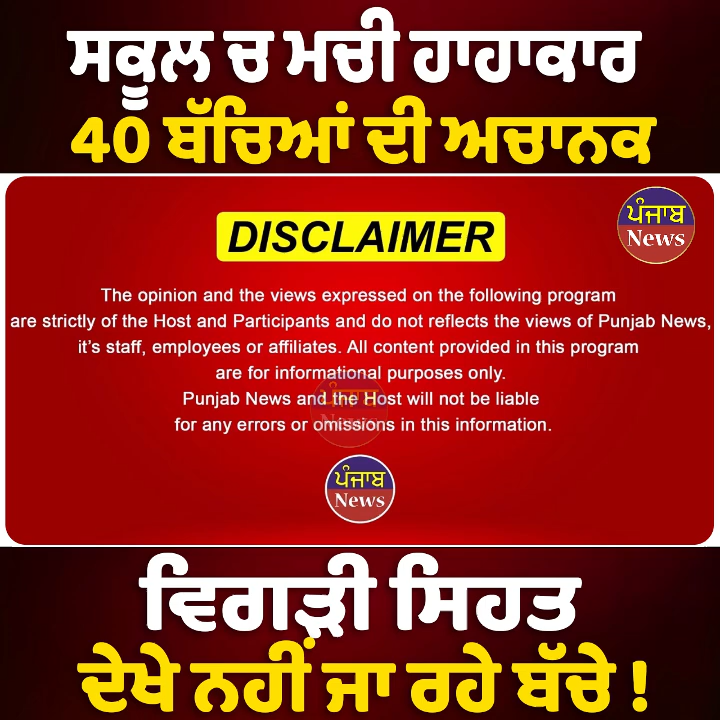 ਸਕੂਲ ਚ ਮਚੀ ਹਾਹਾਕਾਰ
40 ਬੱਚਿਆਂ ਦੀ ਅਚਾਨਕ
ਪੰਜਾਬ
News
DISCLAIMER
The opinion and the views expressed on the following program
are strictly of the Host and Participants and do not reflects the views of Punjab News,
it's staff, employees or affiliates. All content provided in this program
are for informational purposes only.
Punjab News and the Host will not be liable
for any errors or omissions in this information.
ਪੰਜਾਬ
News
ਪੰਜਾਬ
News
ਵਿਗੜੀ ਸਿਹਤ
ਦੇਖੇ ਨਹੀਂ ਜਾ ਰਹੇ ਬੱਚੇ !